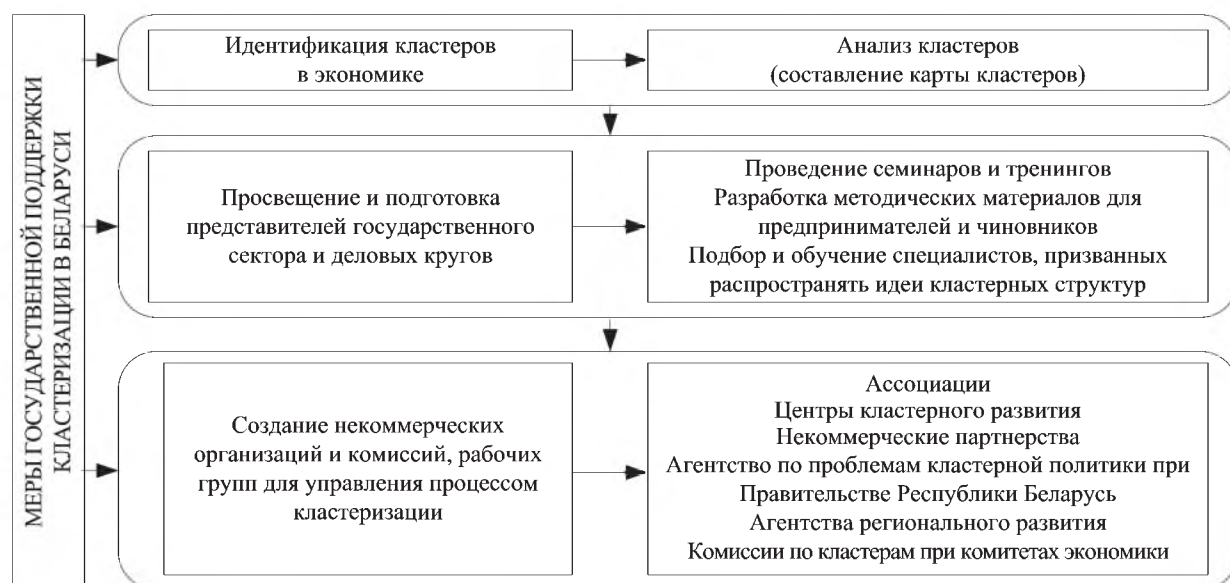 МЕРЫ ГОСУДАРСТВЕННОЙ ПОДДЕРЖКИ
КЛАСТЕРИЗАЦИИ В БЕЛАРУСИ
Идентификация кластеров
в экономике
Анализ кластеров
(составление карты кластеров)
Просвещение и подготовка
представителей государственного
сектора и деловых кругов
Проведение семинаров и тренингов
Разработка методических материалов для
предпринимателей и чиновников
Подбор и обучение специалистов, призванных
распространять идеи кластерных структур
Создание некоммерческих
организаций и комиссий, рабочих
групп для управления процессом
кластеризации
Ассоциации
Центры кластерного развития
Некоммерческие партнерства
Агентство по проблемам кластерной политики при
Правительстве Республики Беларусь
Агентства регионального развития
Комиссии по кластерам при комитетах экономики